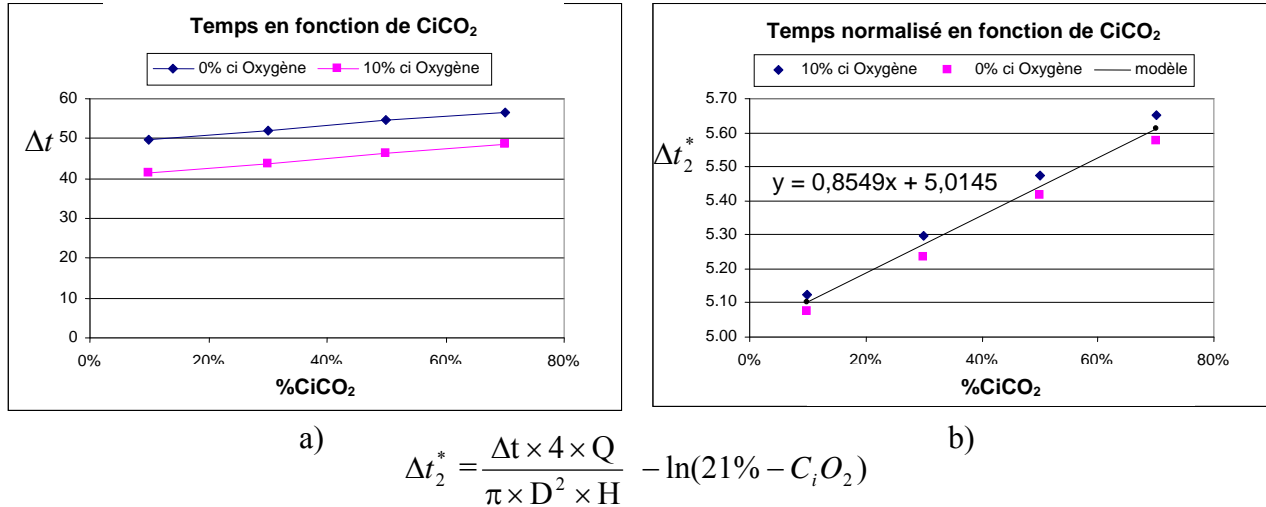 Temps en fonction de CiCO₂
0% ci Oxygène 10% ci Oxygène
Δt
60
50
40
30
20
10
0
0% 20% 40% 60% 80%
%CiCO₂
a)
Temps normalisé en fonction de CiCO₂
10% ci Oxygène 0% ci Oxygène modèle
Δt₂*
5.70
5.60
5.50
5.40
5.30
5.20
5.10
5.00
y = 0,8549x + 5,0145
0% 20% 40% 60% 80%
%CiCO₂
b)
Δt₂* = (Δt × 4 × Q) / (π × D² × H) − ln(21% − CᵢO₂)